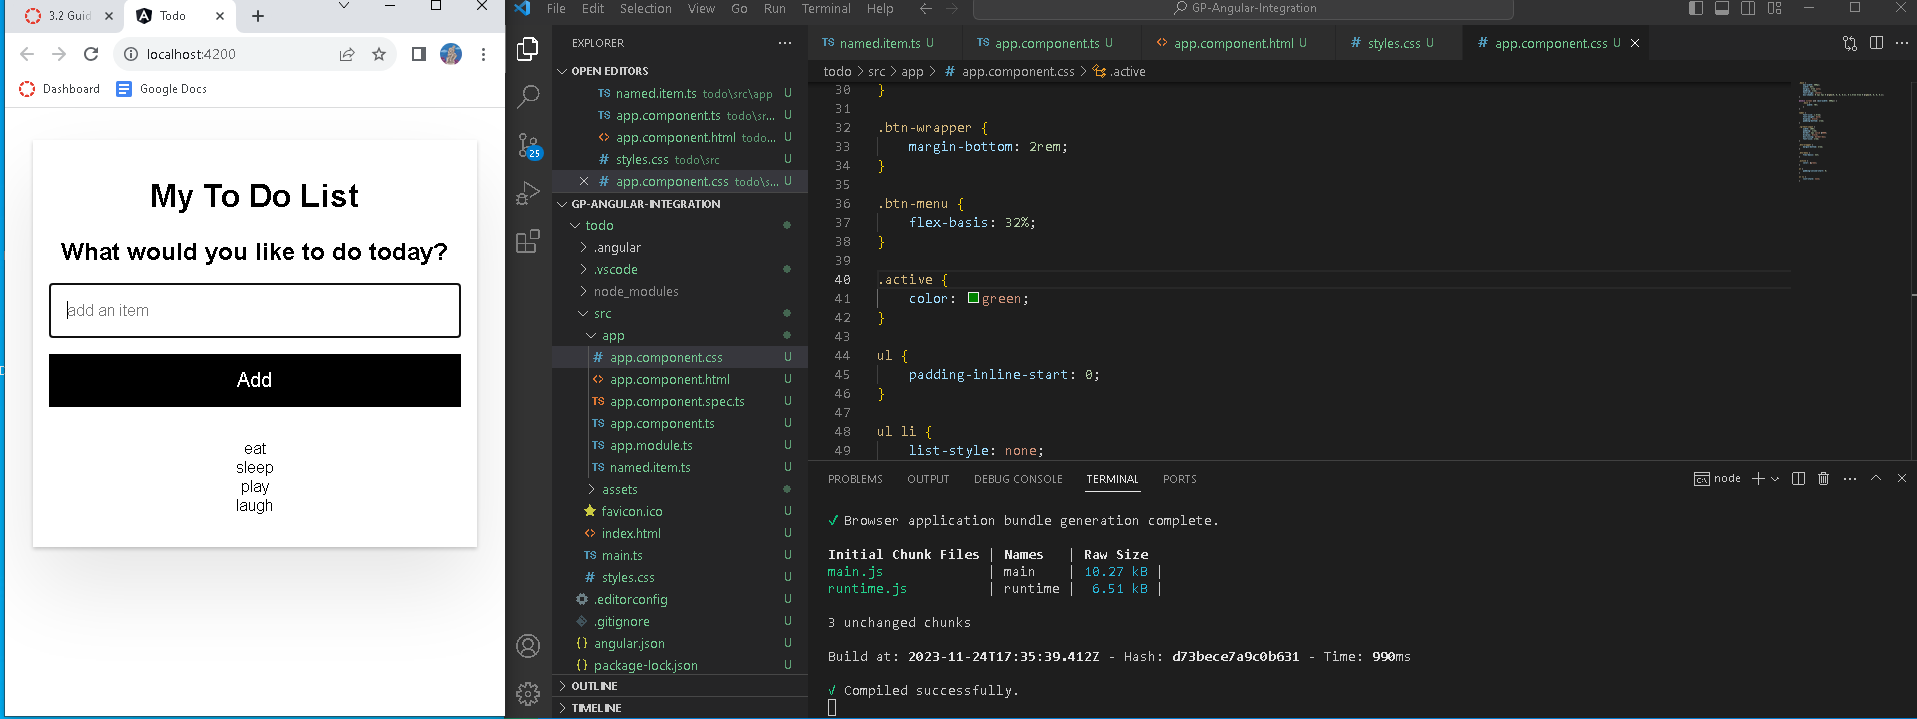 3.2 Guid
Todo
localhost:4200
Dashboard
Google Docs
My To Do List
What would you like to do today?
add an item
Add
eat
sleep
play
laugh
File Edit Selection View Go Run Terminal Help
GP-Angular-Integration
25
EXPLORER
OPEN EDITORS
TS named.item.ts todo\src\app U
TS app.component.ts todo\sr... U
<> app.component.html todo... U
# styles.css todo\src U
# app.component.css todo\s... U
GP-ANGULAR-INTEGRATION
todo
.angular
.vscode
node_modules
src
app
# app.component.css U
<> app.component.html U
TS app.component.spec.ts U
TS app.component.ts U
TS app.module.ts U
TS named.item.ts U
assets
favicon.ico U
<> index.html U
TS main.ts U
# styles.css U
.editorconfig U
.gitignore U
{} angular.json U
{} package-lock.json U
OUTLINE
TIMELINE
TS named.item.ts U
TS app.component.ts U
<> app.component.html U
# styles.css U
# app.component.css U
todo > src > app > # app.component.css > .active
30 }
31
32 .btn-wrapper {
33 margin-bottom: 2rem;
34 }
35
36 .btn-menu {
37 flex-basis: 32%;
38 }
39
40 .active {
41 color: green;
42 }
43
44 ul {
45 padding-inline-start: 0;
46 }
47
48 ul li {
49 list-style: none;
PROBLEMS OUTPUT DEBUG CONSOLE TERMINAL PORTS
node
√ Browser application bundle generation complete.
Initial Chunk Files | Names | Raw Size
main.js | main | 10.27 kB |
runtime.js | runtime | 6.51 kB |
3 unchanged chunks
Build at: 2023-11-24T17:35:39.412Z - Hash: d73bece7a9c0b631 - Time: 990ms
√ Compiled successfully.